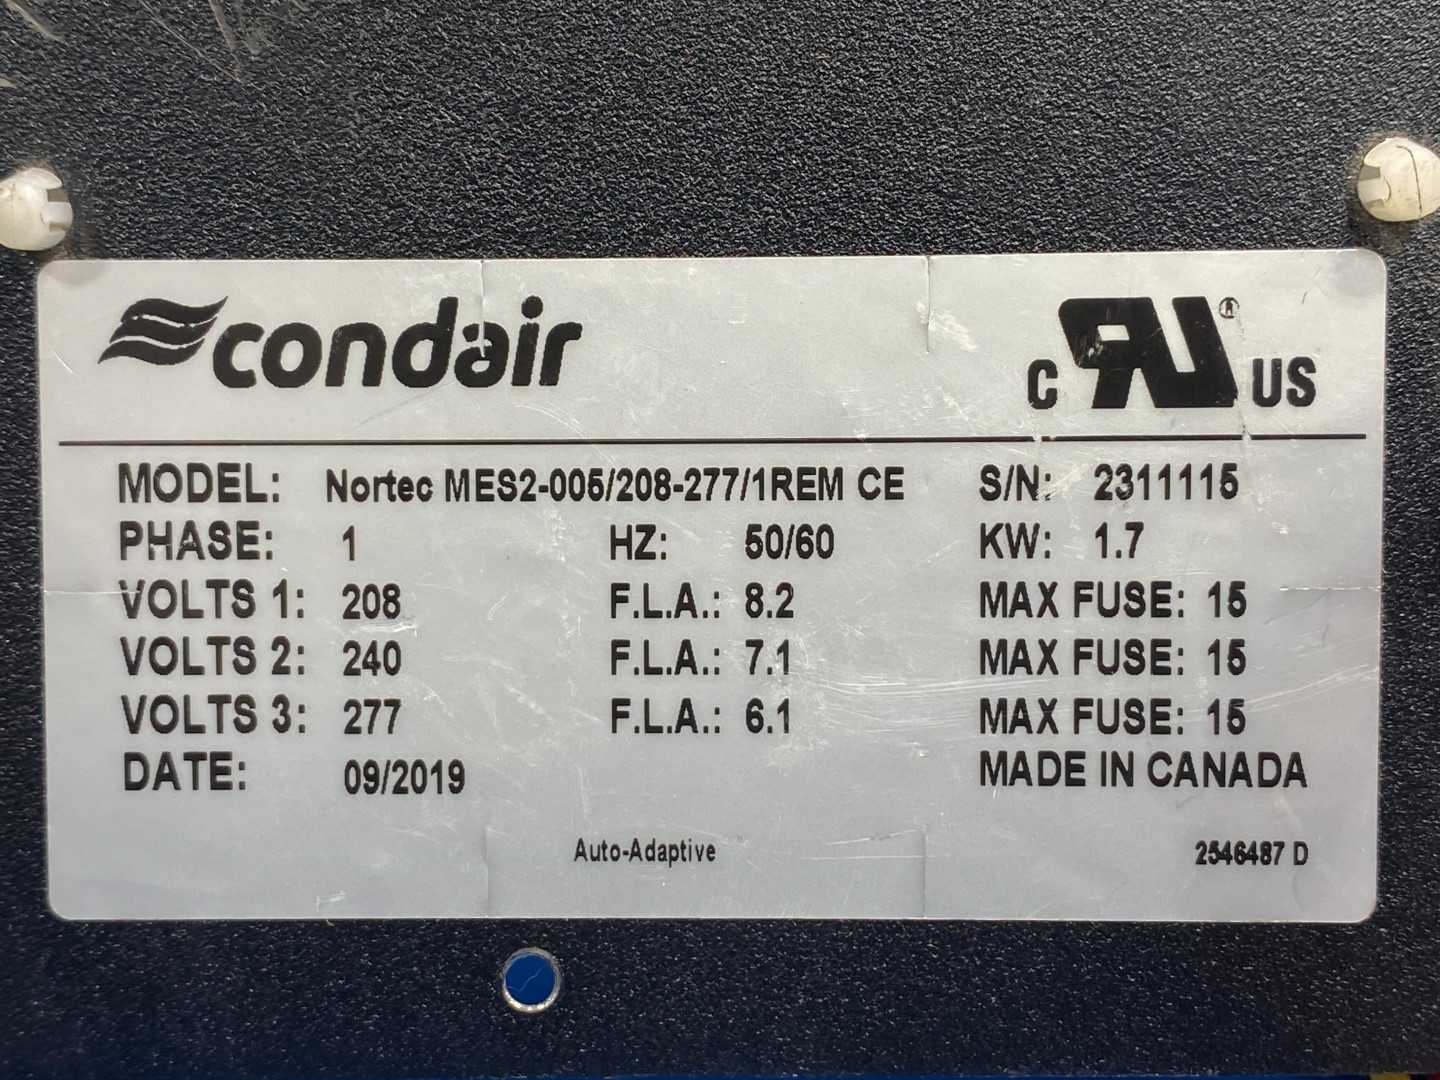 condair
c RU® US
MODEL: Nortec MES2-005/208-277/1REM CE S/N: 2311115
PHASE: 1 HZ: 50/60 KW: 1.7
VOLTS 1: 208 F.L.A.: 8.2 MAX FUSE: 15
VOLTS 2: 240 F.L.A.: 7.1 MAX FUSE: 15
VOLTS 3: 277 F.L.A.: 6.1 MAX FUSE: 15
DATE: 09/2019 MADE IN CANADA
Auto-Adaptive 2546487 D